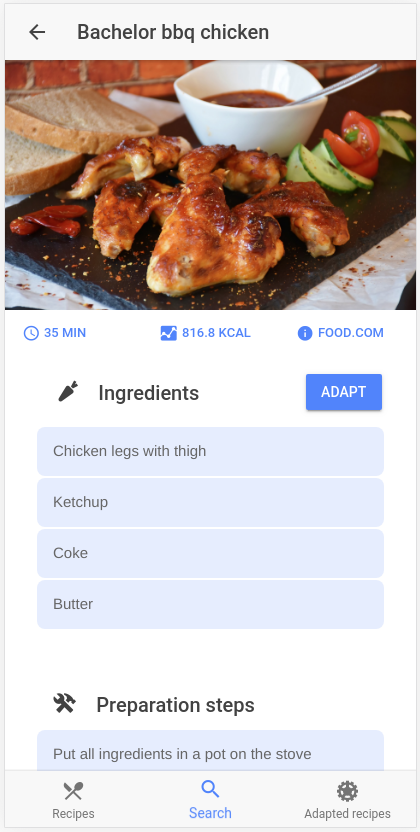 Bachelor bbq chicken
35 MIN
816.8 KCAL
FOOD.COM
Ingredients
ADAPT
Chicken legs with thigh
Ketchup
Coke
Butter
Preparation steps
Put all ingredients in a pot on the stove
Recipes
Search
Adapted recipes